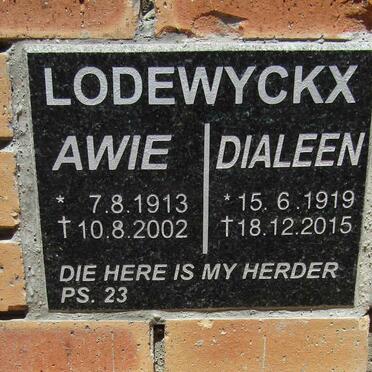 LODEWYCKX
AWIE | DIALEEN
* 7.8.1913 * 15.6.1919
† 10.8.2002 † 18.12.2015
DIE HERE IS MY HERDER
PS. 23